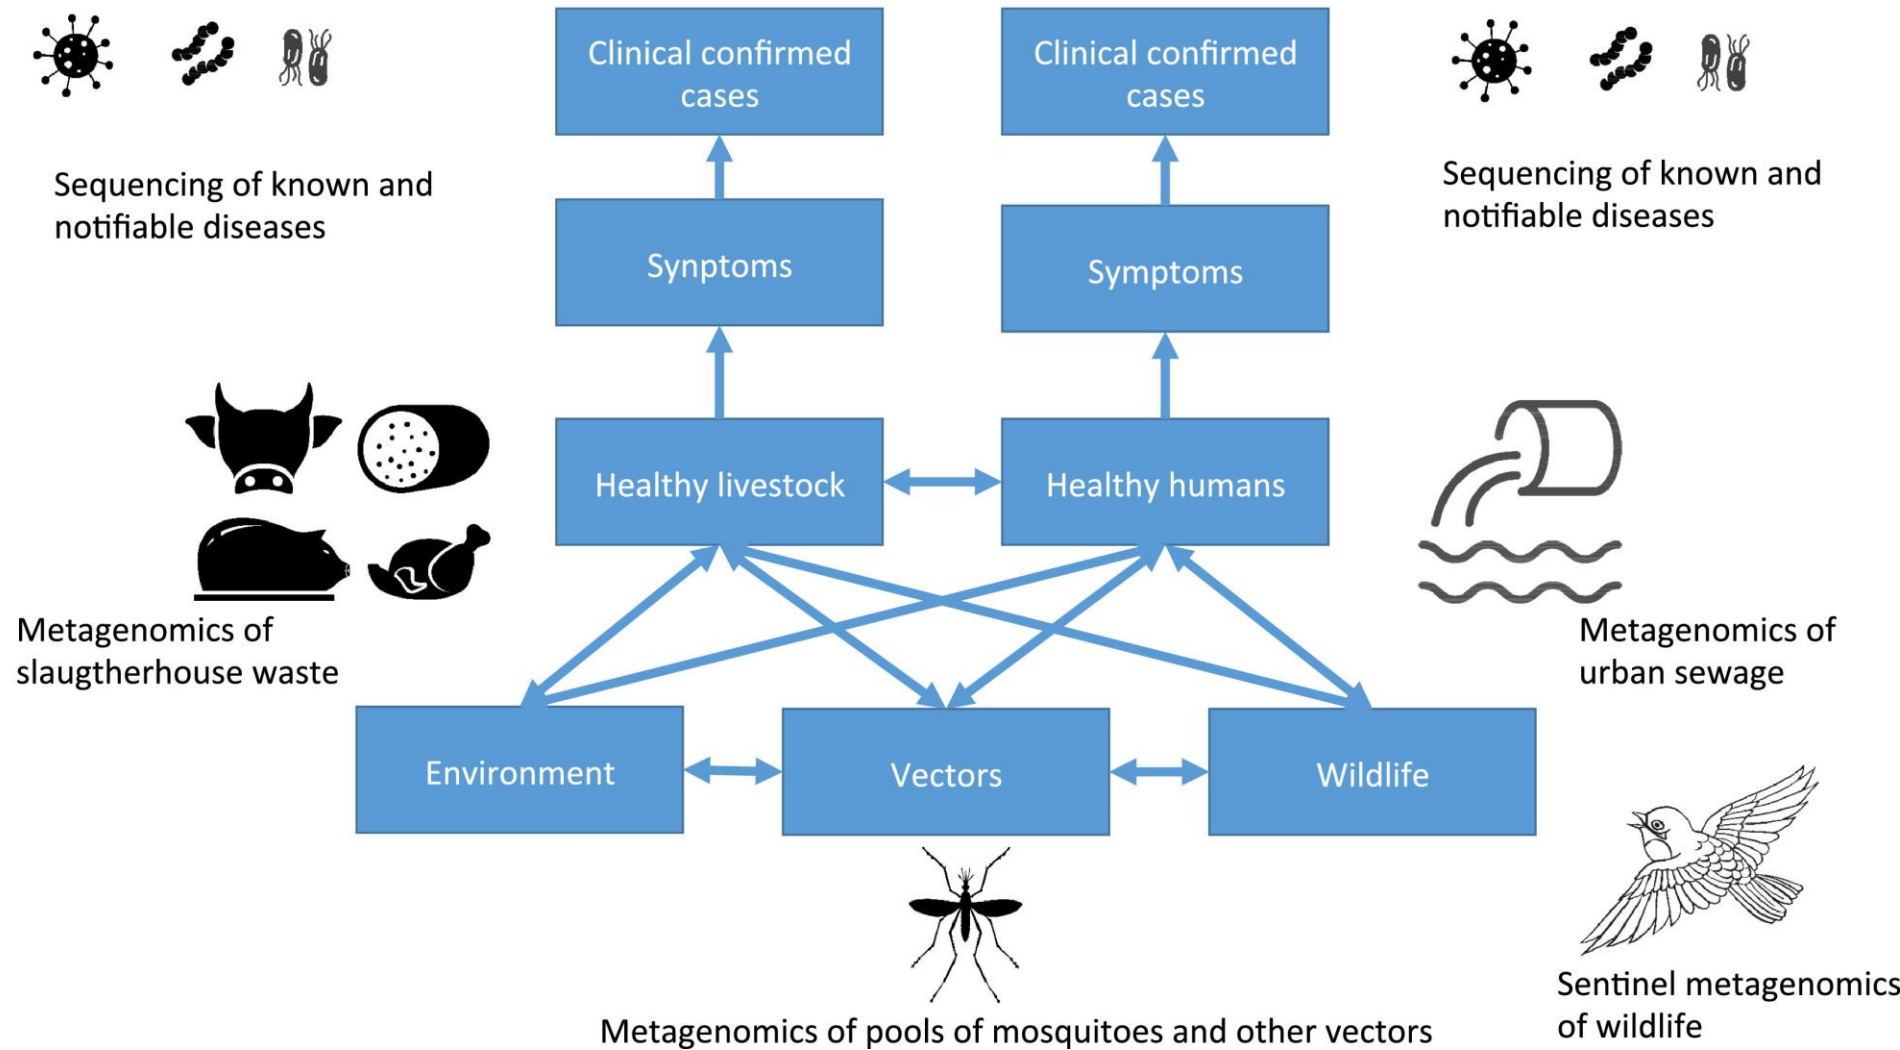 Clinical confirmed
cases
Clinical confirmed
cases
Sequencing of known and
notifiable diseases
Sequencing of known and
notifiable diseases
Synptoms
Symptoms
Healthy livestock
Healthy humans
Metagenomics of
slaugtherhouse waste
Metagenomics of
urban sewage
Environment
Vectors
Wildlife
Sentinel metagenomics
of wildlife
Metagenomics of pools of mosquitoes and other vectors